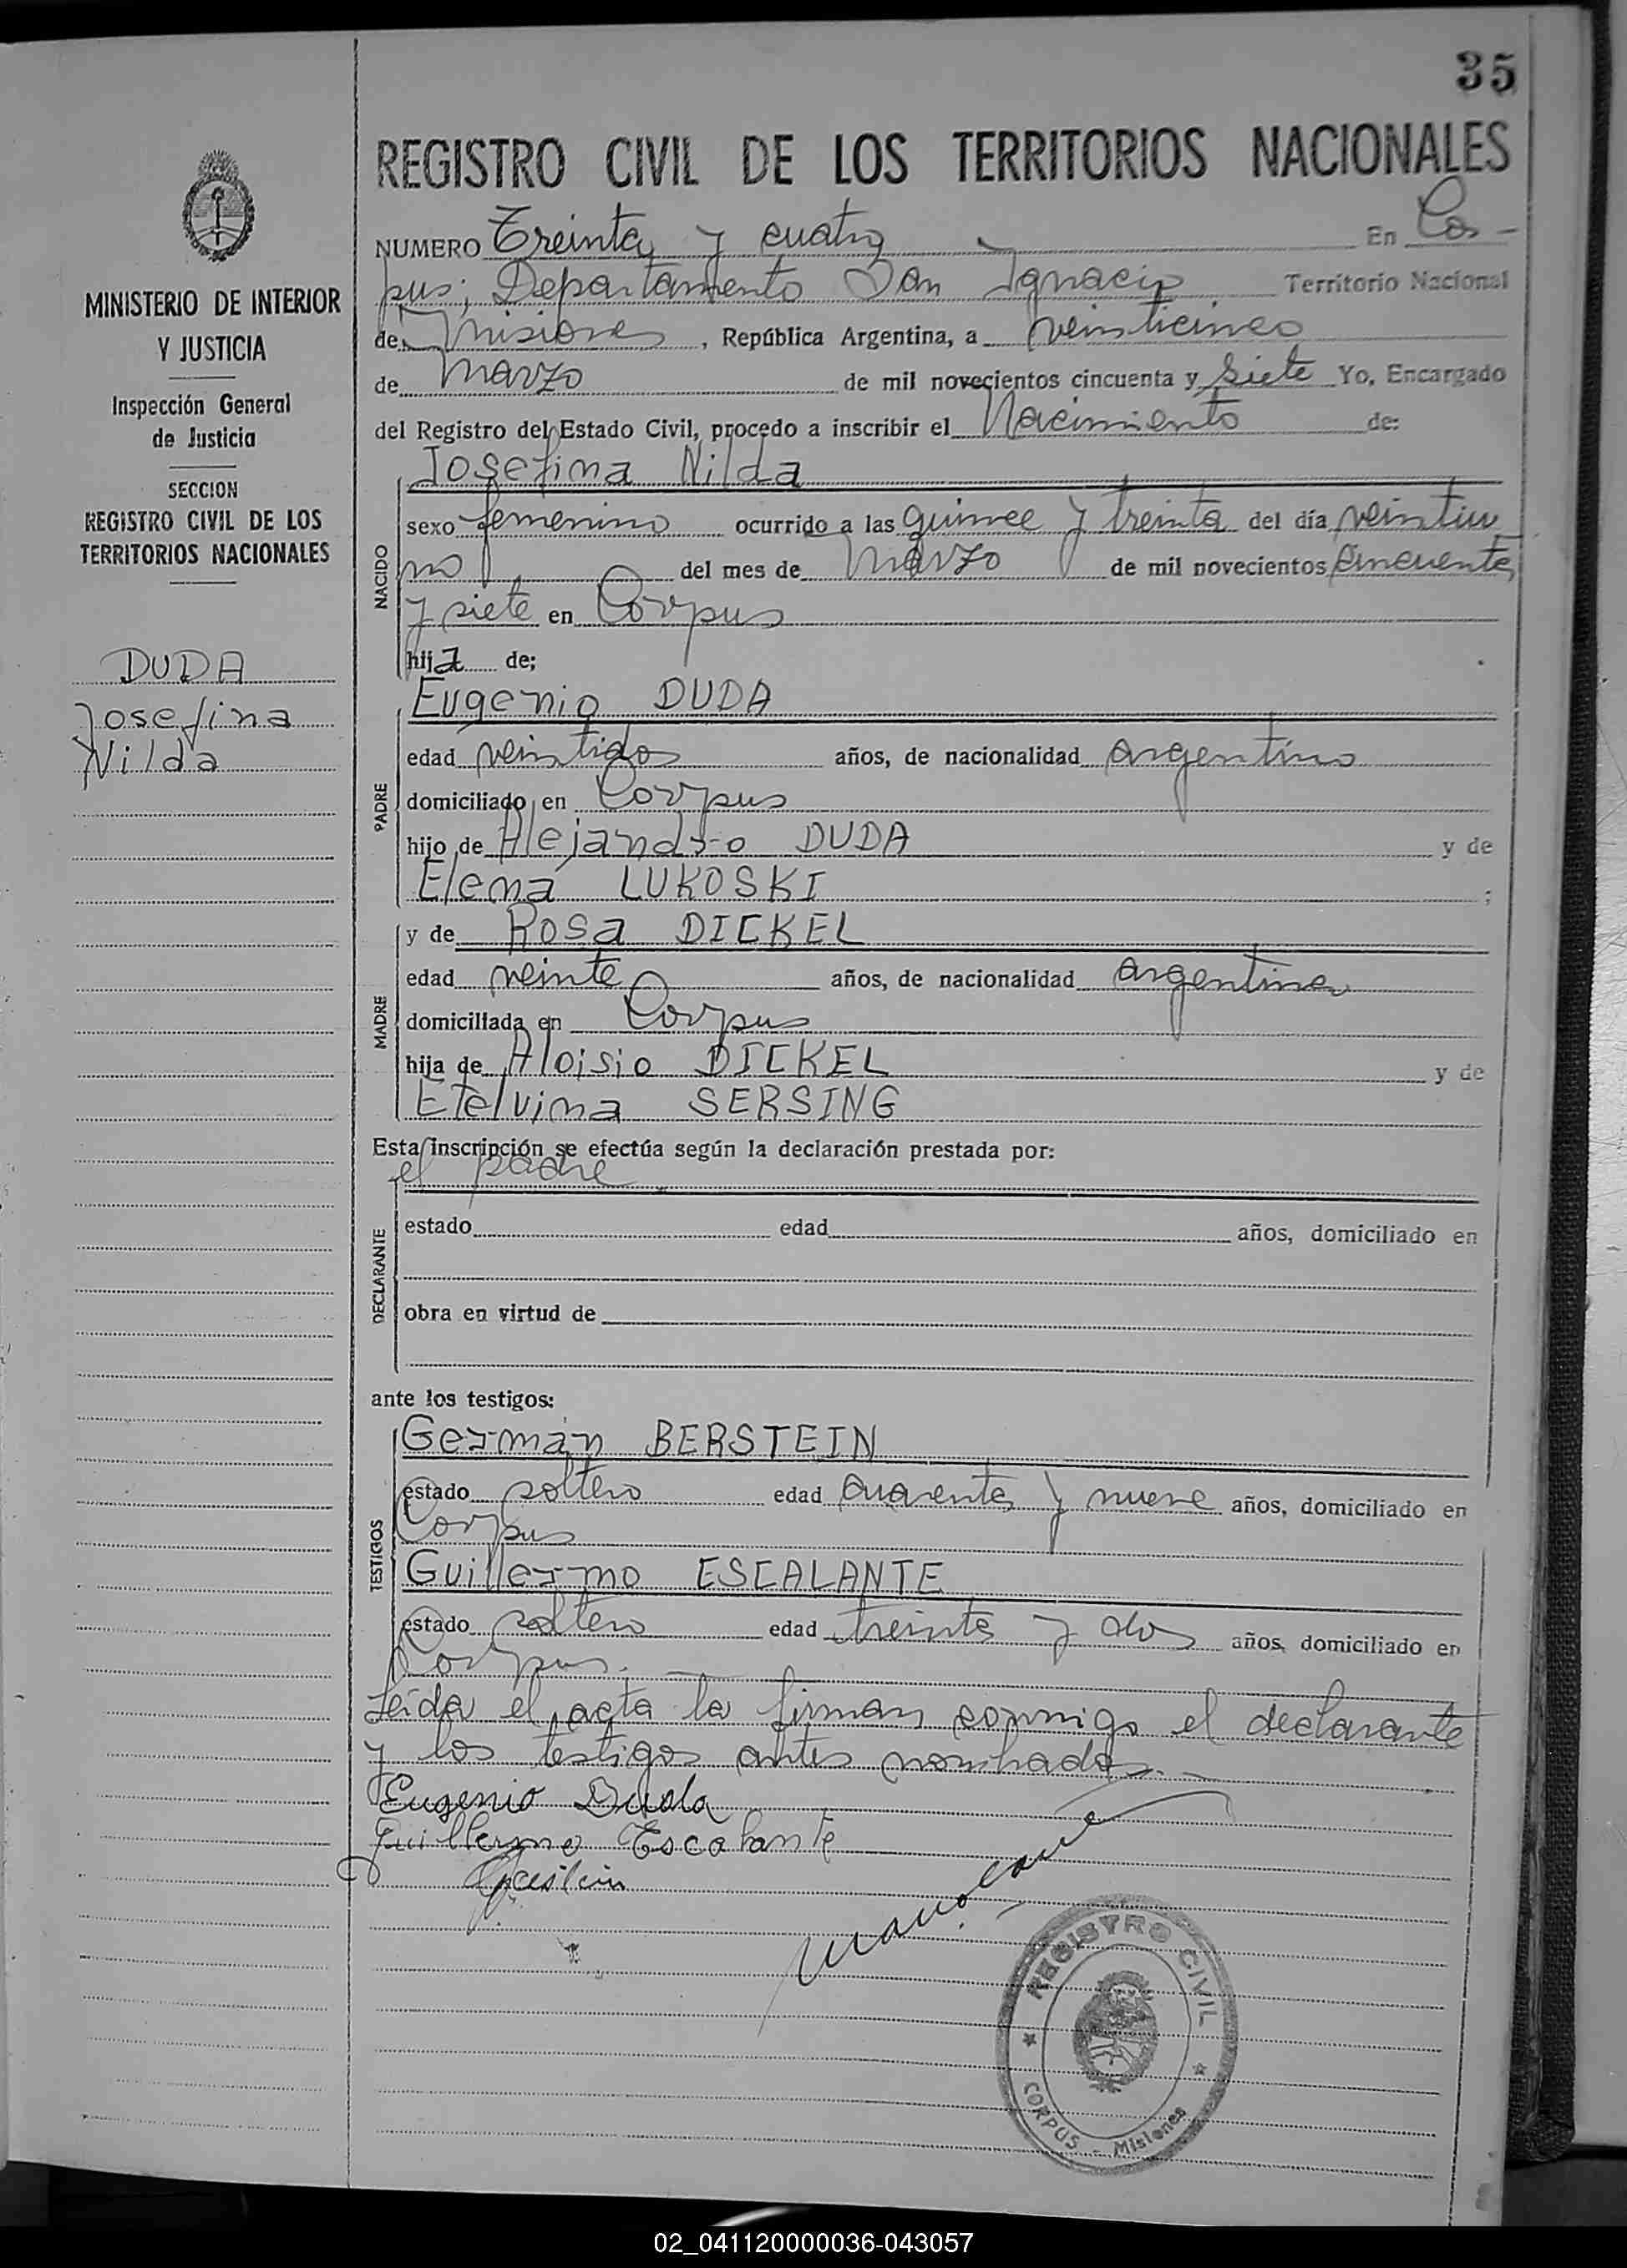 35
REGISTRO CIVIL DE LOS TERRITORIOS NACIONALES
MINISTERIO DE INTERIOR
Y JUSTICIA
Inspección General
de Justicia
SECCION
REGISTRO CIVIL DE LOS
TERRITORIOS NACIONALES
DUDA
Josefina
Nilda
NUMERO Treinta y cuatro En Cor-
pus; Departamento San Ignacio Territorio Nacional
de Misiones, República Argentina, a veinticinco
de Marzo de mil novecientos cincuenta y siete Yo, Encargado
del Registro del Estado Civil, procedo a inscribir el Nacimiento de:
NACIDO
Josefina Nilda
sexo femenino ocurrido a las quince y treinta del día veintiu
no del mes de Marzo de mil novecientos cincuenta
y siete en Corpus
hija de;
PADRE
Eugenio DUDA
edad veintidos años, de nacionalidad argentino
domiciliado en Corpus
hijo de Alejandro DUDA y de
Elena LUKOSKI ;
MADRE
y de Rosa DICKEL
edad veinte años, de nacionalidad argentina
domiciliada en Corpus
hija de Aloisio DICKEL y de
Etelvina SERSING
Esta inscripción se efectúa según la declaración prestada por:
el padre
DECLARANTE
estado edad años, domiciliado en
obra en virtud de
ante los testigos:
TESTIGOS
Germán BERSTEIN
estado soltero edad cuarenta y nueve años, domiciliado en
Corpus
Guillermo ESCALANTE
estado soltero edad treinta y dos años, domiciliado en
Corpus.
Leída el acta la firman conmigo el declarante
y los testigos antes nombrados.-
Eugenio Duda
Guillermo Escalante
REGISTRO CIVIL
CORPUS - Misiones
02_041120000036-043057